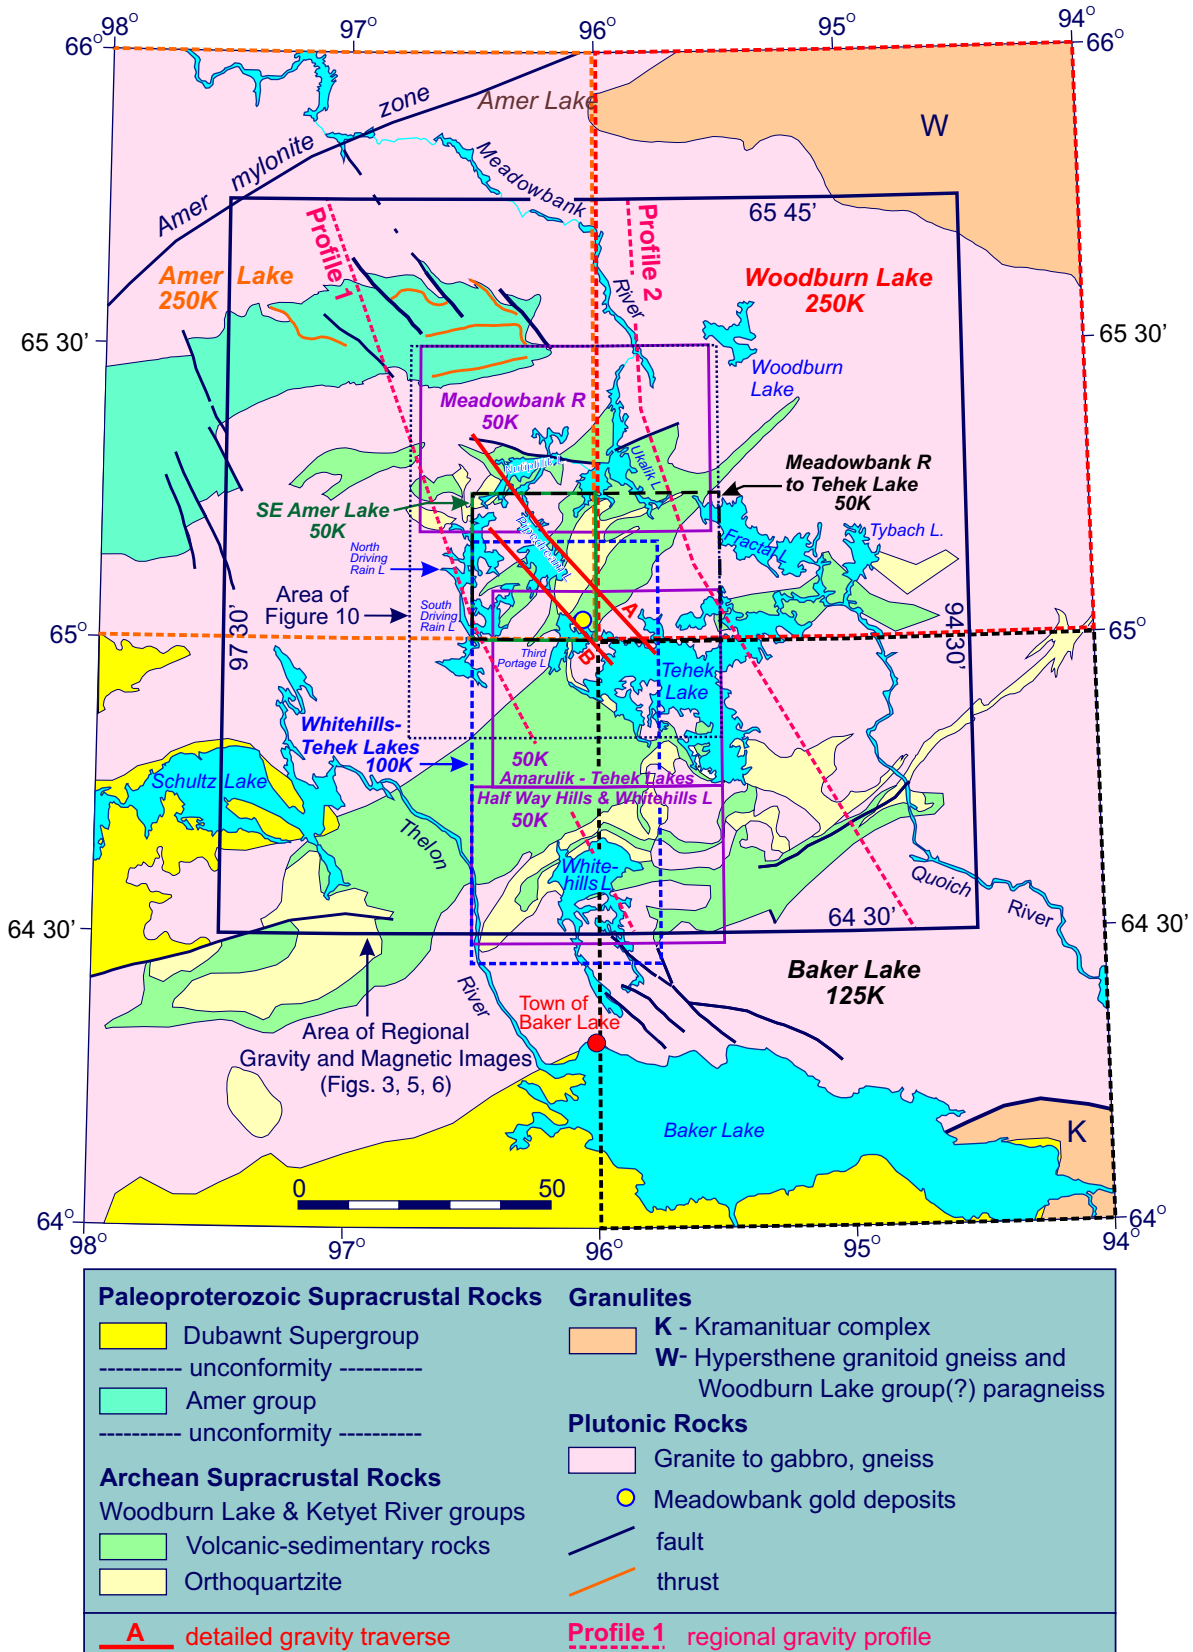 98° 97° 96° 95° 94°
66° 66°
Amer Lake
W
Amer mylonite zone
Meadowbank
River
65 45’
Profile 1
Profile 2
Amer Lake
250K
Woodburn Lake
250K
65 30’ 65 30’
Woodburn
Lake
Meadowbank R
50K
Ukalik L
Meadowbank R
to Tehek Lake
50K
SE Amer Lake
50K
Pipedream L
Fractal L
Tybach L.
North
Driving
Rain L
Area of
Figure 10
South
Driving
Rain L
A
B
97 30’
94 30’
65° 65°
Third
Portage L
Tehek
Lake
Whitehills-
Tehek Lakes
100K
50K
Amarulik - Tehek Lakes
Half Way Hills & Whitehills L
50K
Schultz Lake
Thelon
White-
hills L
Quoich
River
64 30’
64 30’ 64 30’
Baker Lake
125K
River
Town of
Baker Lake
Area of Regional
Gravity and Magnetic Images
(Figs. 3, 5, 6)
Baker Lake
K
0 50
64° 64°
98° 97° 96° 95° 94°
Paleoproterozoic Supracrustal Rocks
Dubawnt Supergroup
---------- unconformity ----------
Amer group
---------- unconformity ----------
Archean Supracrustal Rocks
Woodburn Lake & Ketyet River groups
Volcanic-sedimentary rocks
Orthoquartzite
Granulites
K - Kramanituar complex
W- Hypersthene granitoid gneiss and
Woodburn Lake group(?) paragneiss
Plutonic Rocks
Granite to gabbro, gneiss
Meadowbank gold deposits
fault
thrust
A detailed gravity traverse
Profile 1 regional gravity profile